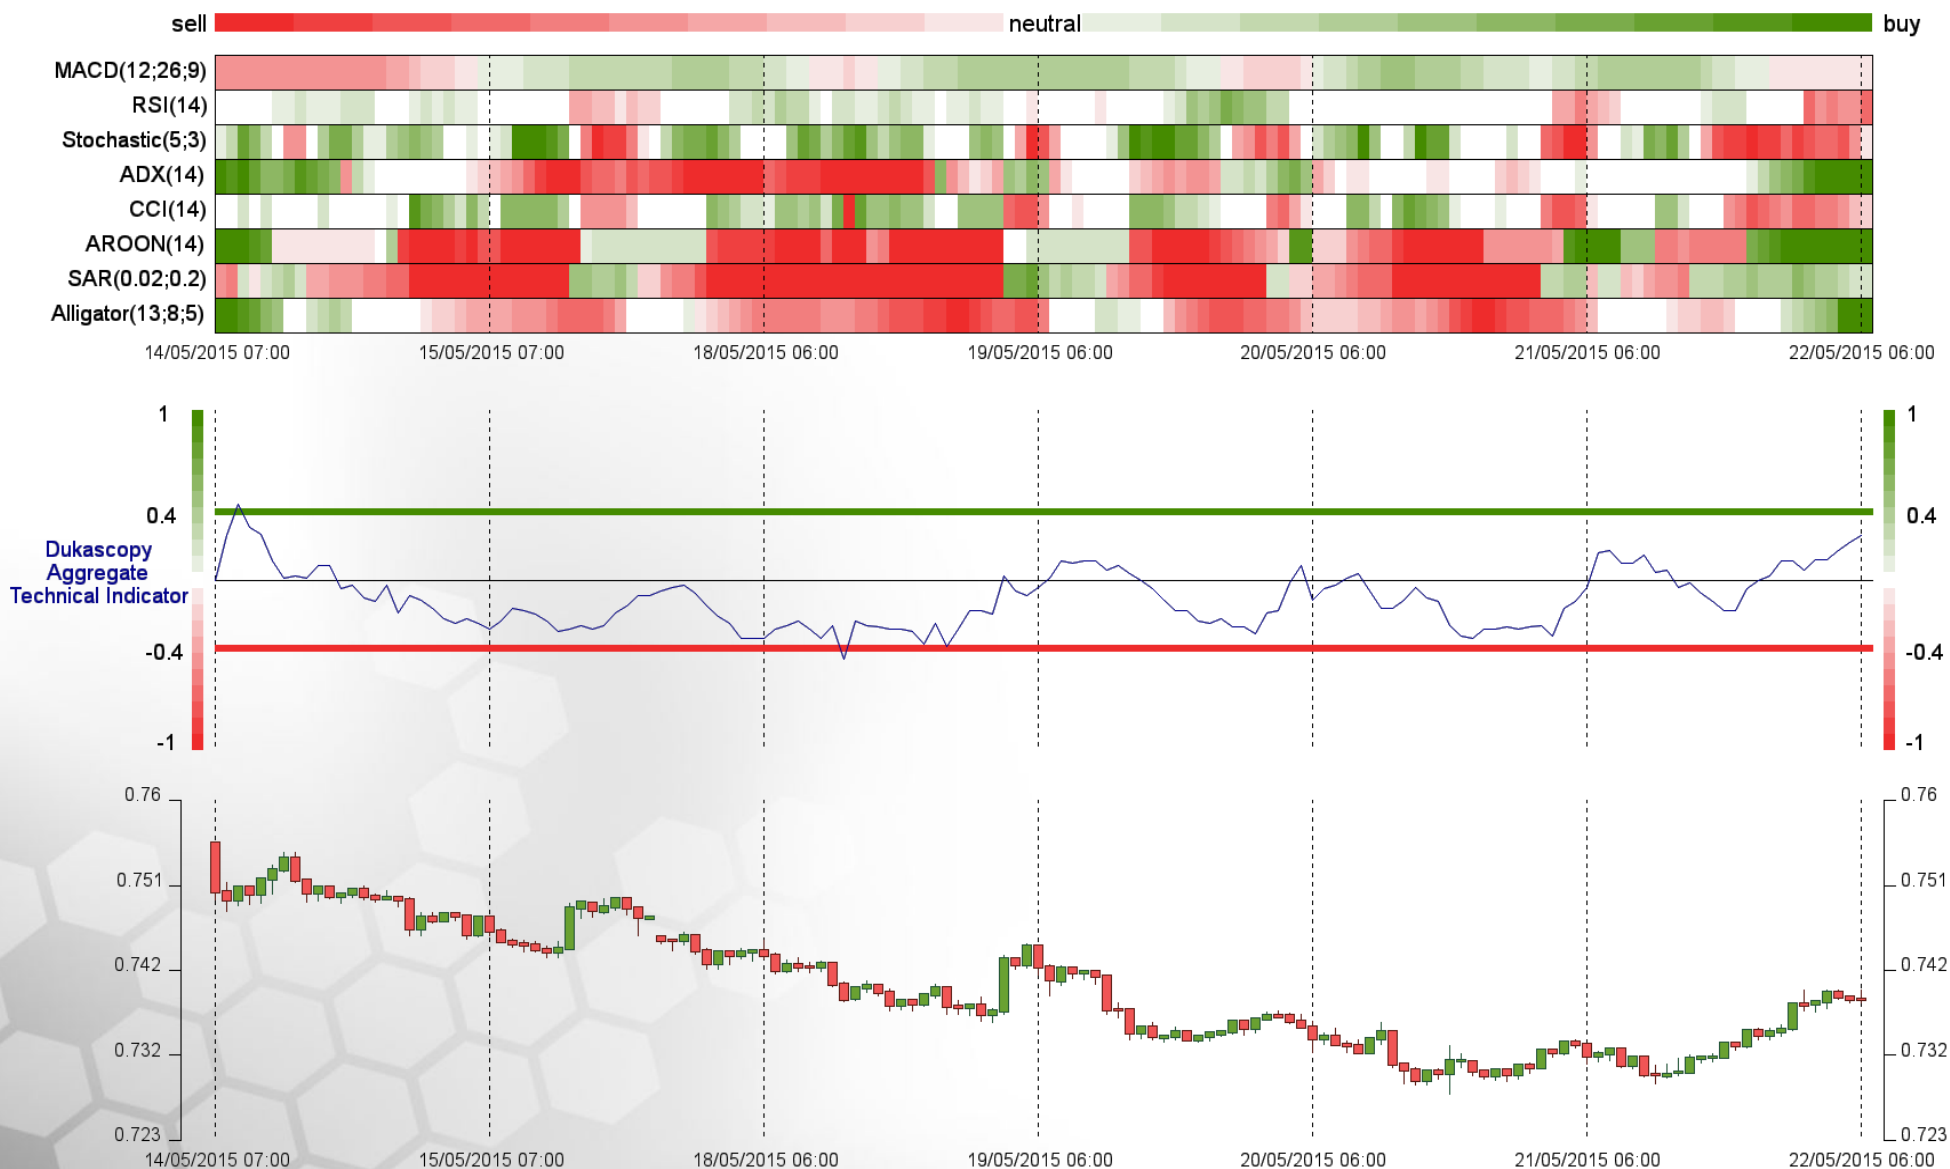 sell neutral buy
MACD(12;26;9)
RSI(14)
Stochastic(5;3)
ADX(14)
CCI(14)
AROON(14)
SAR(0.02;0.2)
Alligator(13;8;5)
14/05/2015 07:00 15/05/2015 07:00 18/05/2015 06:00 19/05/2015 06:00 20/05/2015 06:00 21/05/2015 06:00 22/05/2015 06:00
1 1
0.4 0.4
Dukascopy
Aggregate
Technical Indicator
-0.4 -0.4
-1 -1
0.76 0.76
0.751 0.751
0.742 0.742
0.732 0.732
0.723 0.723
14/05/2015 07:00 15/05/2015 07:00 18/05/2015 06:00 19/05/2015 06:00 20/05/2015 06:00 21/05/2015 06:00 22/05/2015 06:00